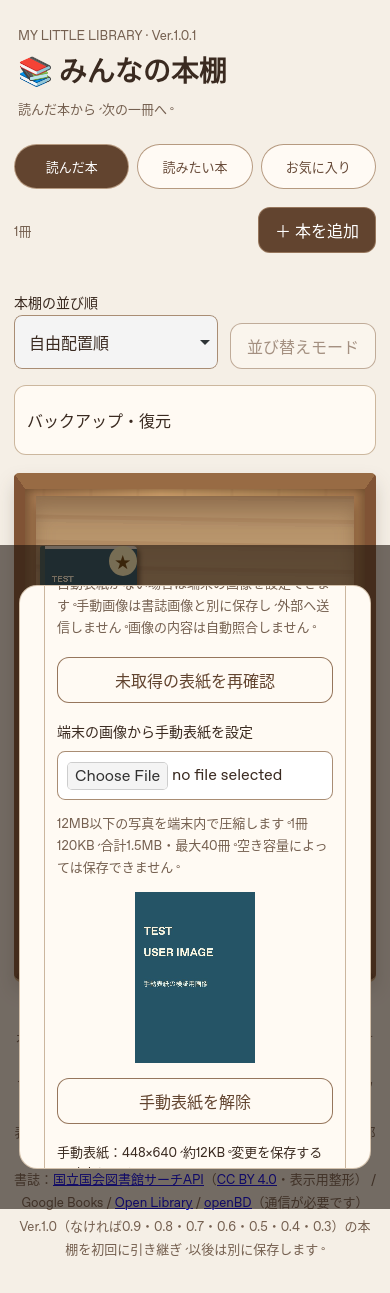 MY LITTLE LIBRARY · Ver.1.0.1
📚 みんなの本棚
読んだ本から、次の一冊へ。
読んだ本
読みたい本
お気に入り
1冊
＋ 本を追加
本棚の並び順
自由配置順
並び替えモード
バックアップ・復元
TEST
す。手動画像は書誌画像と別に保存し、外部へ送
信しません。画像の内容は自動照合しません。
未取得の表紙を再確認
端末の画像から手動表紙を設定
Choose File no file selected
12MB以下の写真を端末内で圧縮します。1冊
120KB、合計1.5MB・最大40冊。空き容量によっ
ては保存できません。
TEST
USER IMAGE
手動表紙の検証用画像
手動表紙を解除
手動表紙：448×640、約12KB。変更を保存する
書誌：国立国会図書館サーチAPI（CC BY 4.0・表示用整形） /
Google Books / Open Library / openBD（通信が必要です）
Ver.1.0（なければ0.9・0.8・0.7・0.6・0.5・0.4・0.3）の本
棚を初回に引き継ぎ、以後は別に保存します。